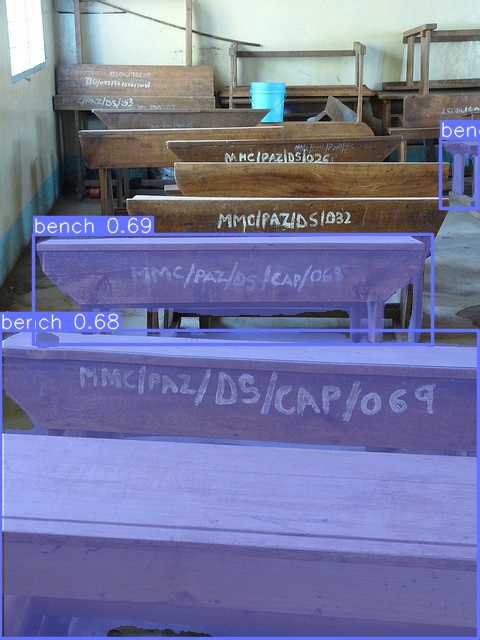 MMC/PAZ/DS/026
MMC/PAZ/DS/032
benc
bench 0.69
MMC/PAZ/DS/CAP/068
bench 0.68
MMC/PAZ/DS/CAP/069